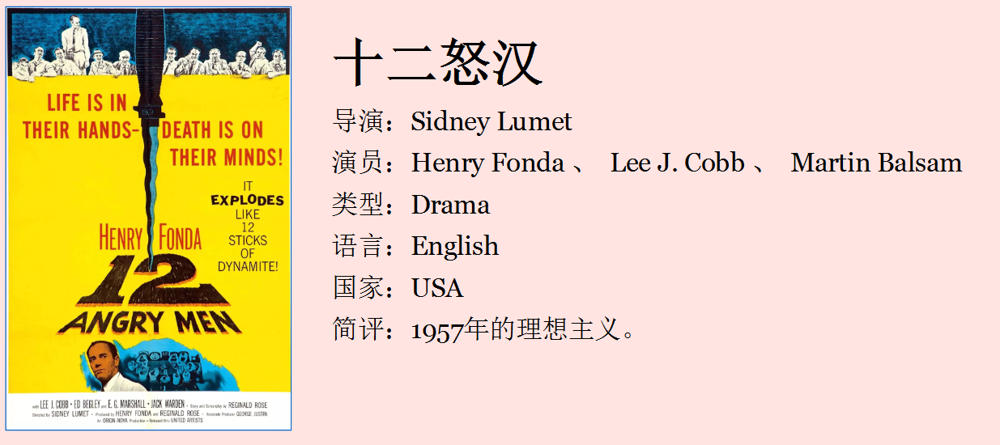 LIFE IS IN
THEIR HANDS- DEATH IS ON
THEIR MINDS!
IT
EXPLODES
LIKE
12
STICKS
OF
DYNAMITE!
HENRY FONDA
12
ANGRY MEN
with LEE J. COBB • ED BEGLEY and E. G. MARSHALL • JACK WARDEN • Story and Screenplay by REGINALD ROSE
Directed by SIDNEY LUMET • Produced by HENRY FONDA and REGINALD ROSE • Associate Producer GEORGE JUSTIN
An ORION-NOVA Production • Released thru UNITED ARTISTS
十二怒汉
导演：Sidney Lumet
演员：Henry Fonda 、 Lee J. Cobb 、 Martin Balsam
类型：Drama
语言：English
国家：USA
简评：1957年的理想主义。